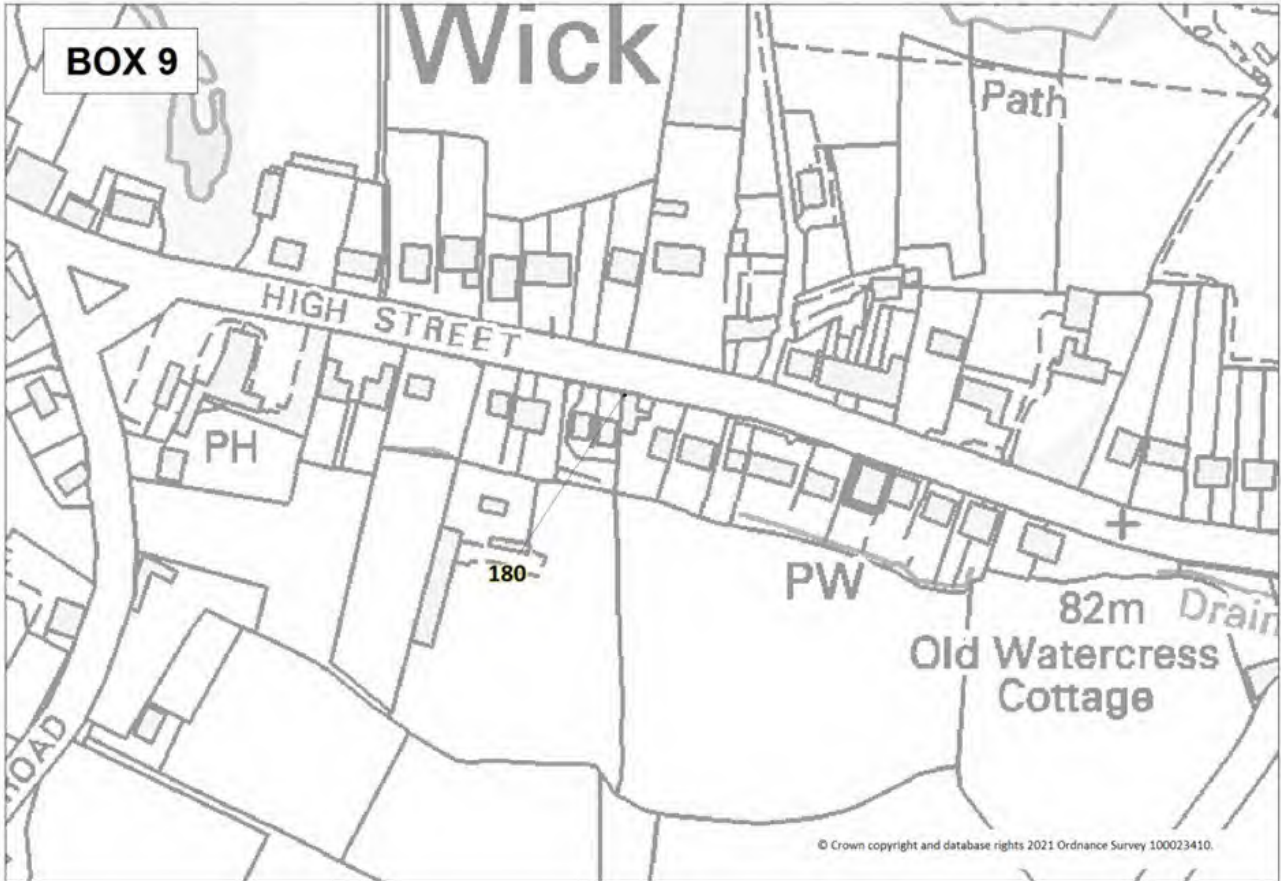 BOX 9
Wick
Path
HIGH STREET
PH
180
PW
82m
Drain
Old Watercress
Cottage
ROAD
© Crown copyright and database rights 2021 Ordnance Survey 100023410.